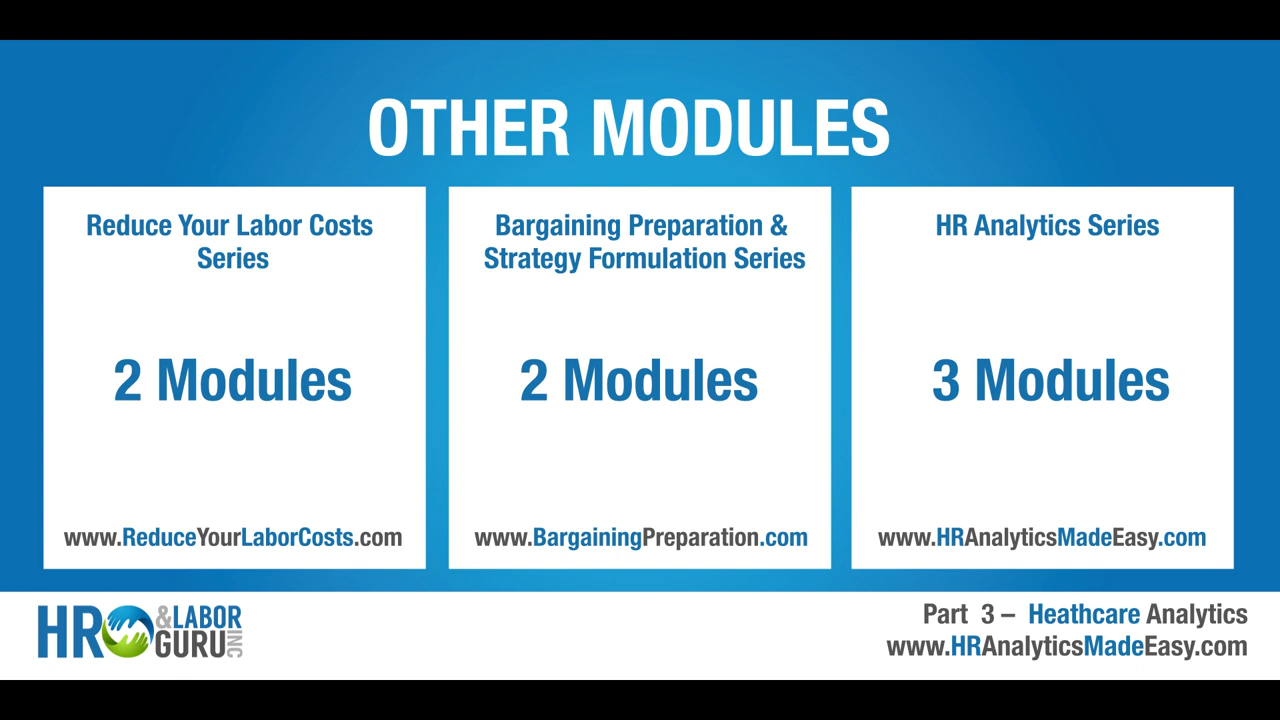 OTHER MODULES
Reduce Your Labor Costs
Series
2 Modules
www.ReduceYourLaborCosts.com
Bargaining Preparation &
Strategy Formulation Series
2 Modules
www.BargainingPreparation.com
HR Analytics Series
3 Modules
www.HRAnalyticsMadeEasy.com
HR & LABOR
GURU INC
Part 3 – Heathcare Analytics
www.HRAnalyticsMadeEasy.com